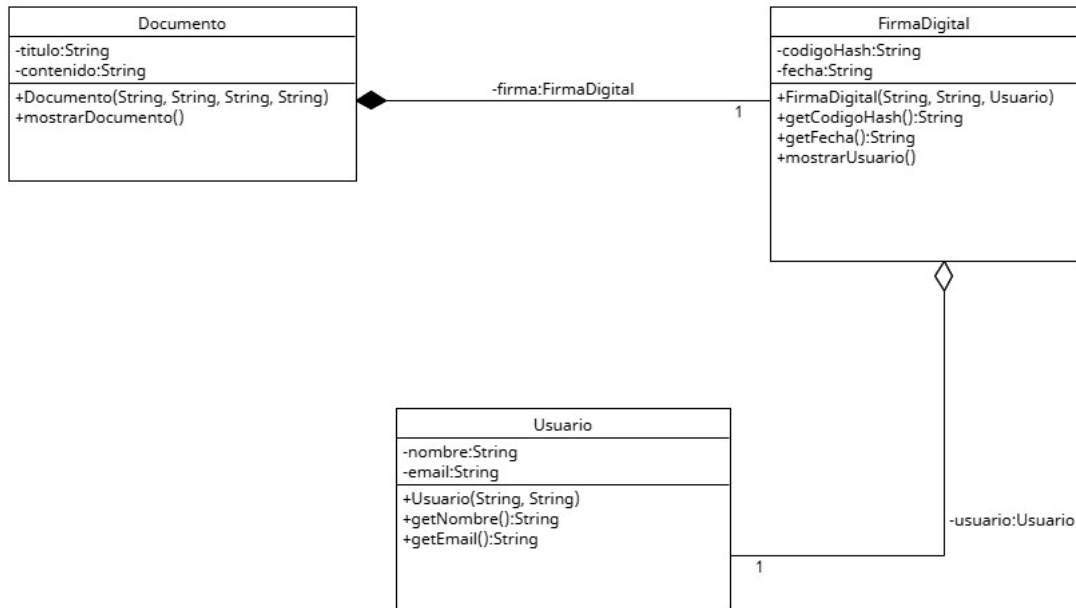 Documento
-titulo:String
-contenido:String
+Documento(String, String, String, String)
+mostrarDocumento()
-firma:FirmaDigital
1
FirmaDigital
-codigoHash:String
-fecha:String
+FirmaDigital(String, String, Usuario)
+getCodigoHash():String
+getFecha():String
+mostrarUsuario()
Usuario
-nombre:String
-email:String
+Usuario(String, String)
+getNombre():String
+getEmail():String
-usuario:Usuario
1